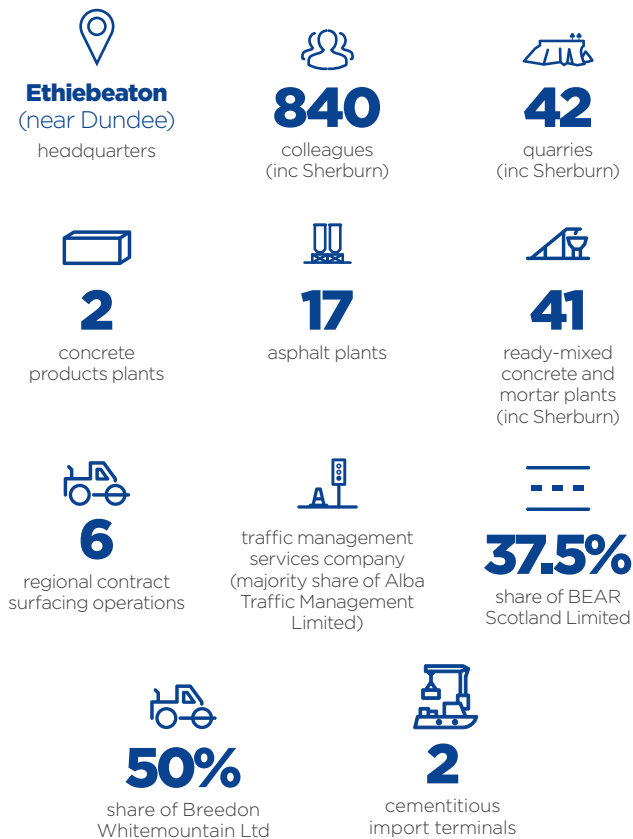 Ethiebeaton
(near Dundee)
headquarters
840
colleagues
(inc Sherburn)
42
quarries
(inc Sherburn)
2
concrete
products plants
17
asphalt plants
41
ready-mixed
concrete and
mortar plants
(inc Sherburn)
6
regional contract
surfacing operations
traffic management
services company
(majority share of Alba
Traffic Management
Limited)
37.5%
share of BEAR
Scotland Limited
50%
share of Breedon
Whitemountain Ltd
2
cementitious
import terminals